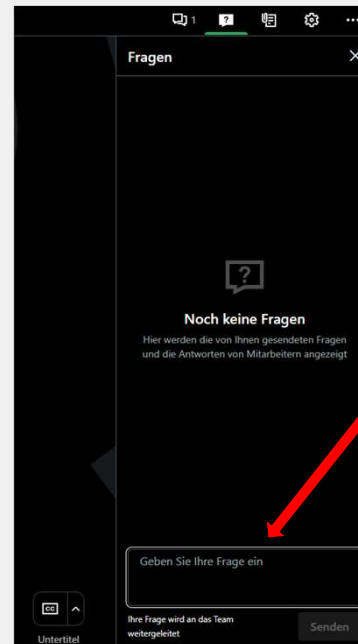 1
Fragen
Noch keine Fragen
Hier werden die von Ihnen gesendeten Fragen
und die Antworten von Mitarbeitern angezeigt
Geben Sie Ihre Frage ein
Ihre Frage wird an das Team
weitergeleitet
Senden
CC
Untertitel